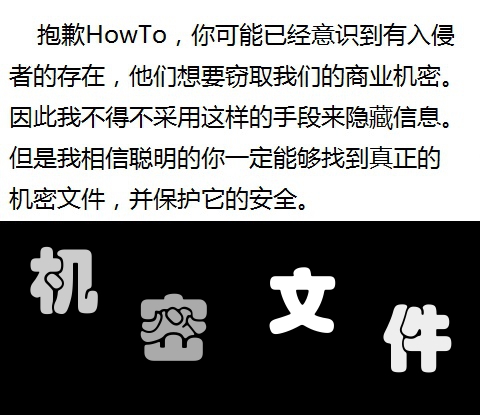 抱歉HowTo，你可能已经意识到有入侵
者的存在，他们想要窃取我们的商业机密。
因此我不得不采用这样的手段来隐藏信息。
但是我相信聪明的你一定能够找到真正的
机密文件，并保护它的安全。
机密文件